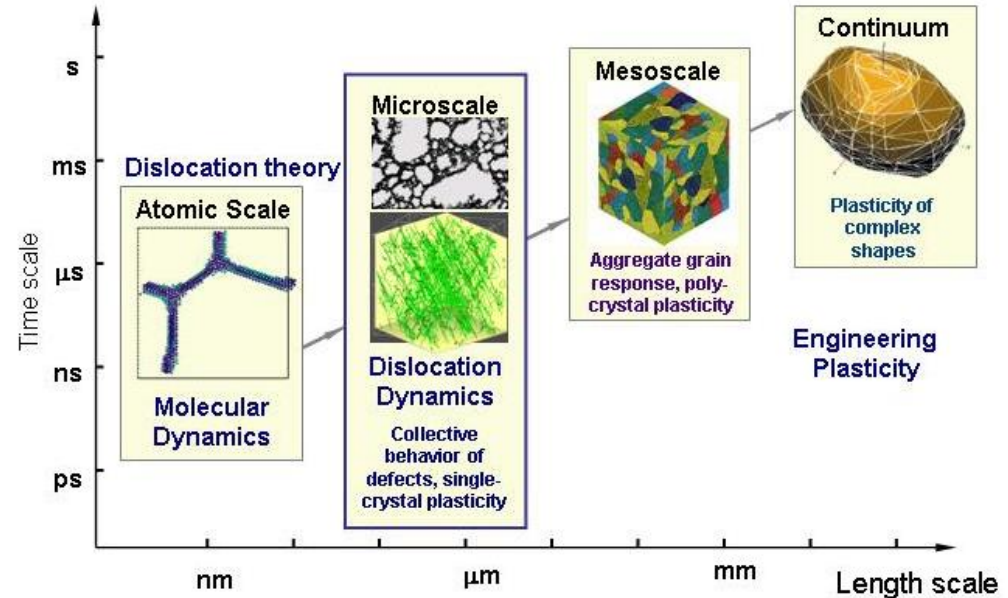 Time scale
s
ms
μs
ns
ps
Dislocation theory
Atomic Scale
Molecular
Dynamics
Microscale
Dislocation
Dynamics
Collective
behavior of
defects, single-
crystal plasticity
Mesoscale
Aggregate grain
response, poly-
crystal plasticity
Continuum
Plasticity of
complex
shapes
Engineering
Plasticity
nm
μm
mm
Length scale